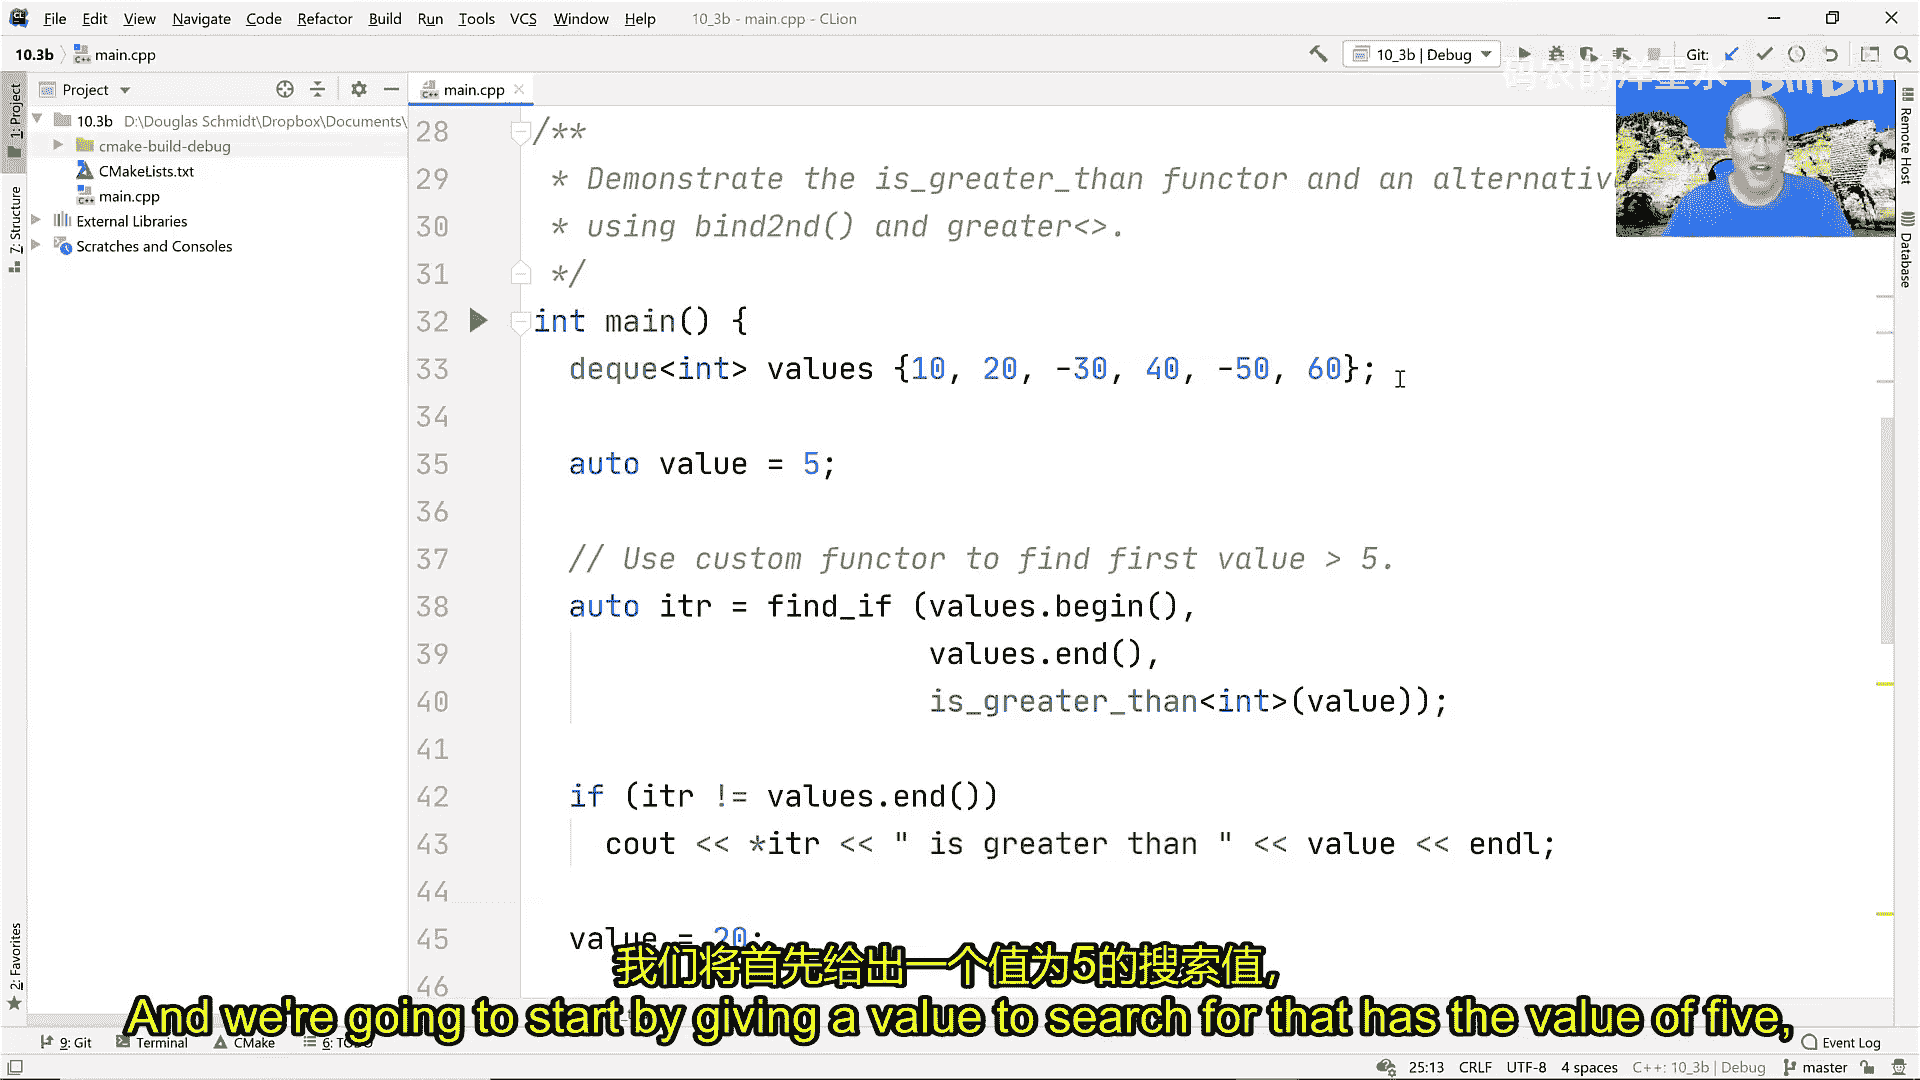 File Edit View Navigate Code Refactor Build Run Tools VCS Window Help 10_3b - main.cpp - CLion
10.3b main.cpp 10_3b | Debug Git:
码农的洋墨水
Project
main.cpp
1: Project
10.3b D:\Douglas Schmidt\Dropbox\Documents\
cmake-build-debug
CMakeLists.txt
main.cpp
External Libraries
Scratches and Consoles
7: Structure
2: Favorites
Remote Host
Database
28 /**
29 * Demonstrate the is_greater_than functor and an alternativ
30 * using bind2nd() and greater<>.
31 */
32 int main() {
33 deque<int> values {10, 20, -30, 40, -50, 60};
34
35 auto value = 5;
36
37 // Use custom functor to find first value > 5.
38 auto itr = find_if (values.begin(),
39 values.end(),
40 is_greater_than<int>(value));
41
42 if (itr != values.end())
43 cout << *itr << " is greater than " << value << endl;
44
45 value = 20;
46
我们将首先给出一个值为5的搜索值，
And we're going to start by giving a value to search for that has the value of five,
9: Git Terminal CMake 6: TODO Event Log
25:13 CRLF UTF-8 4 spaces C++: 10_3b | Debug master